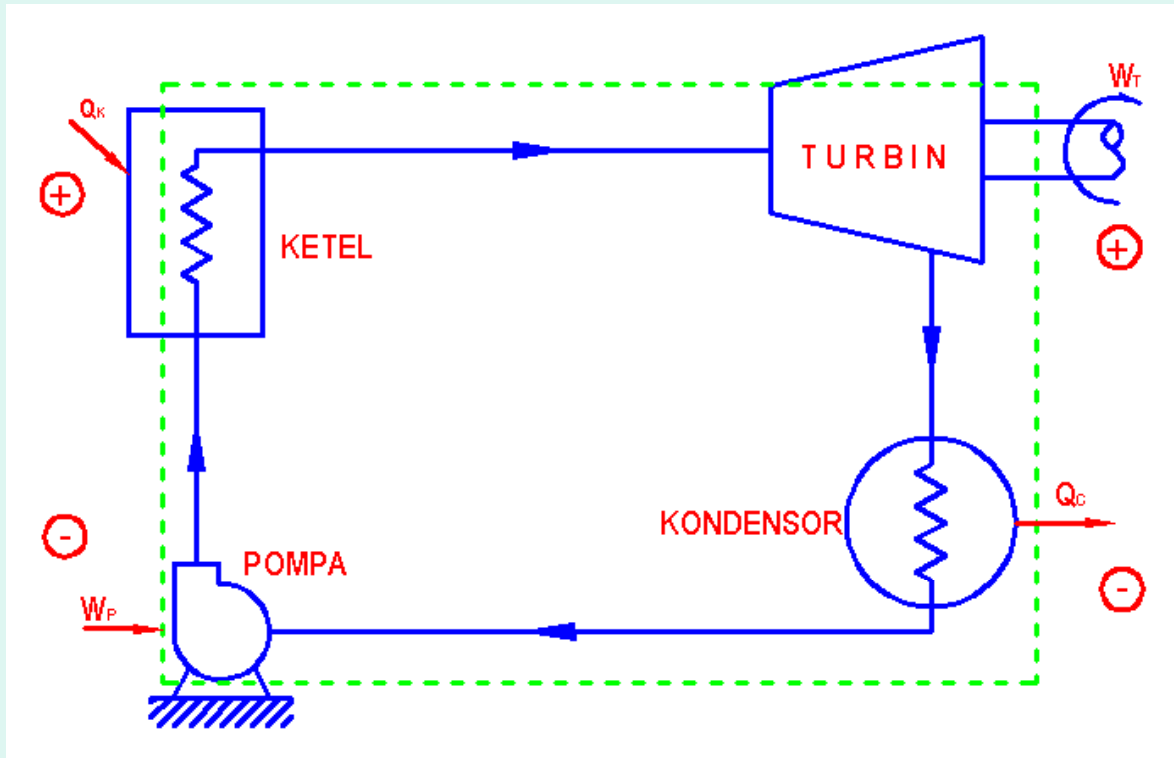 QK
WT
TURBIN
+
KETEL
+
KONDENSOR
QC
-
POMPA
-
WP